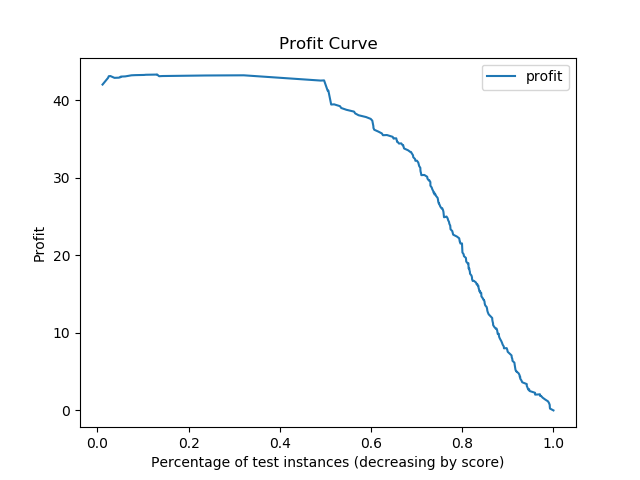 Profit Curve
profit
Profit
40
30
20
10
0
0.0 0.2 0.4 0.6 0.8 1.0
Percentage of test instances (decreasing by score)